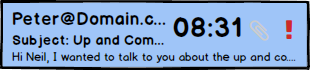 Peter@Domain.c... 08:31
Subject: Up and Com...
Hi Neil, I wanted to talk to you about the up and co....